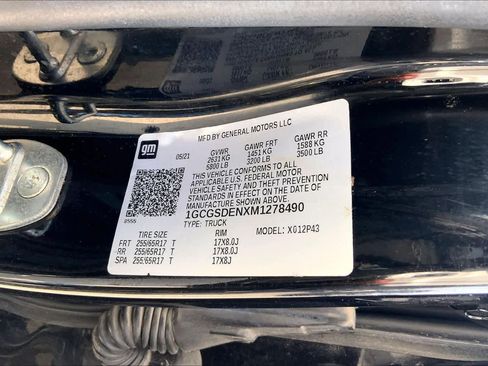 MFD BY GENERAL MOTORS LLC
gm
05/21 GVWR GAWR FRT GAWR RR
2631 KG 1451 KG 1588 KG
5800 LB 3200 LB 3500 LB
THIS VEHICLE CONFORMS TO ALL
APPLICABLE U.S. FEDERAL MOTOR
VEHICLE SAFETY AND THEFT PREVENTION
STANDARDS IN EFFECT ON THE DATE OF
MANUFACTURE SHOWN ABOVE.
1GCGSDENXM1278490
TYPE: TRUCK MODEL: XG12P43
TIRE SIZE RIM
FRT 255/65R17 T 17X8.0J
RR 255/65R17 T 17X8.0J
SPA 255/65R17 T 17X8J